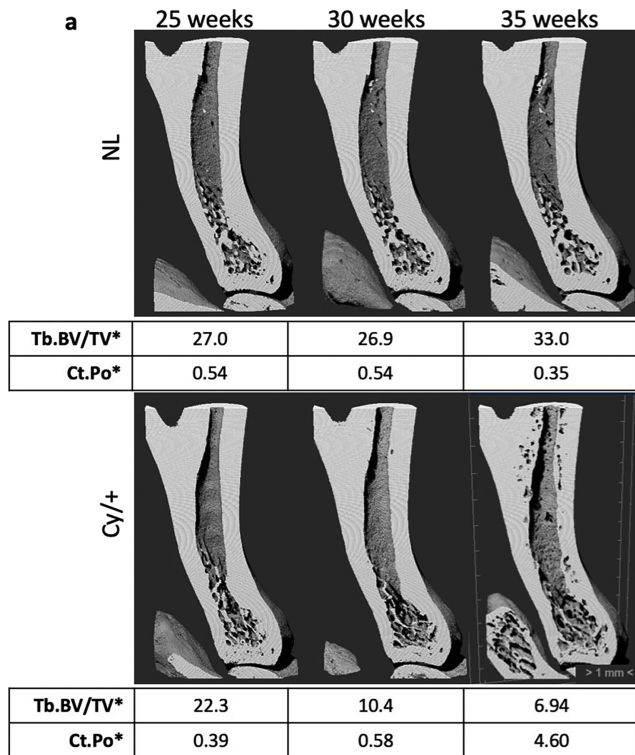 a
25 weeks 30 weeks 35 weeks
NL
Tb.BV/TV* 27.0 26.9 33.0
Ct.Po* 0.54 0.54 0.35
Cy/+
> 1 mm <
Tb.BV/TV* 22.3 10.4 6.94
Ct.Po* 0.39 0.58 4.60